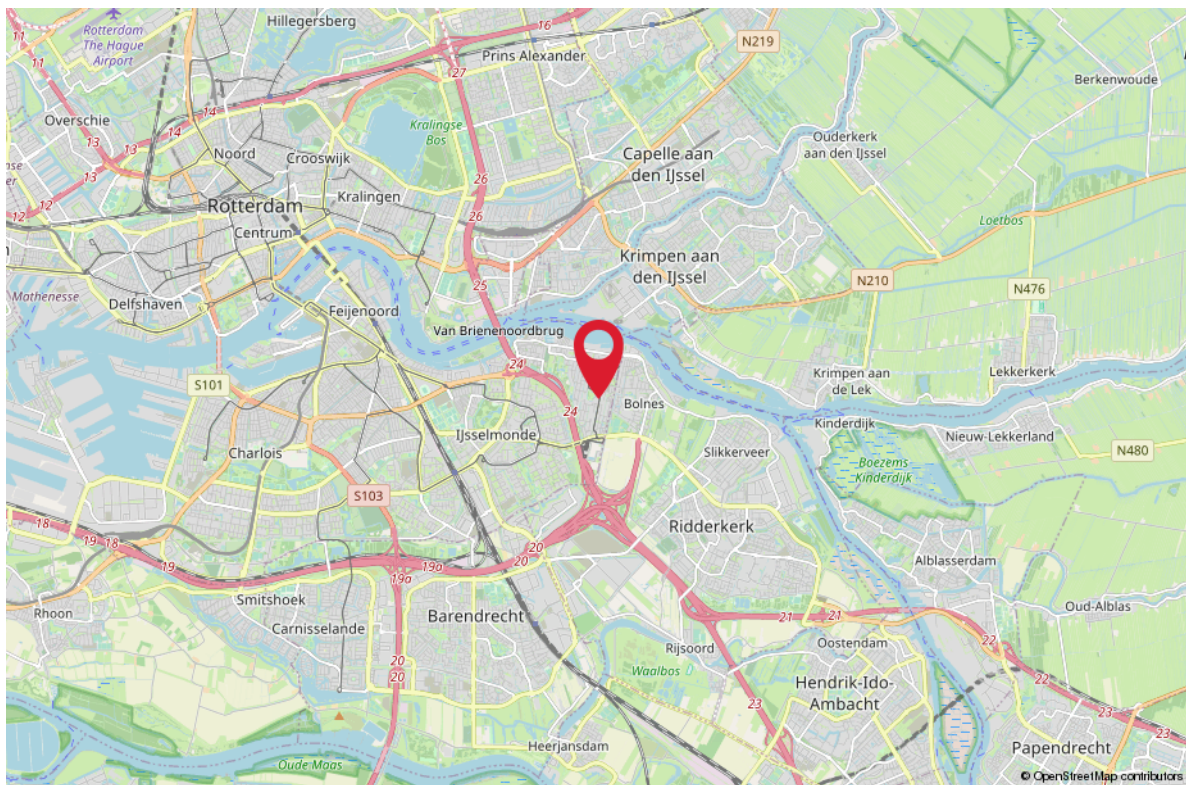 Hillegersberg
16
11
Rotterdam
The Hague
Airport
N219
11
Prins Alexander
27
Berkenwoude
14
Overschie
14
13
Noord
Crooswijk
Kralingse
Bos
Ouderkerk
aan den IJssel
13
13
Capelle aan
den IJssel
26
12
12
Rotterdam
Kralingen
26
Loetbos
Centrum
Krimpen aan
den IJssel
25
N210
N476
Mathenesse
Delfshaven
Feijenoord
Van Brienenoordbrug
24
S101
Krimpen aan
de Lek
Lekkerkerk
24
Bolnes
Kinderdijk
IJsselmonde
Nieuw-Lekkerland
Charlois
Slikkerveer
Boezems
Kinderdijk
N480
S103
18
19
18
19
Ridderkerk
20
20
19a
19a
Alblasserdam
Rhoon
Smitshoek
Barendrecht
21
21
Oud-Alblas
Carnisselande
Rijsoord
Oostendam
22
20
20
Waalbos
22
Hendrik-Ido-
Ambacht
23
23
23
Heerjansdam
Oude Maas
Papendrecht
© OpenStreetMap contributors